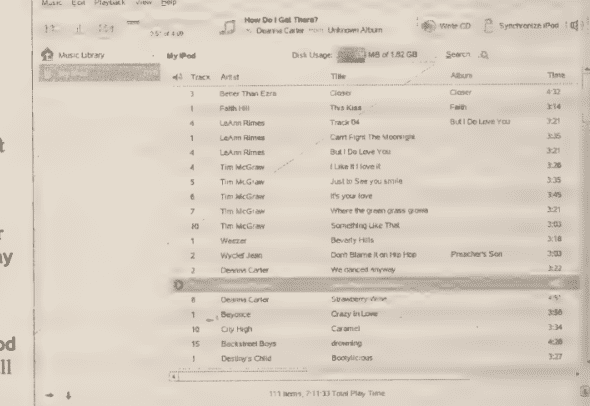 Music Edit Playback View Help
How Do I Get There?
Deanna Carter from Unknown Album
Write CD
Synchronize iPod
2:51 of 4:09
Music Library
My iPod
Disk Usage:
MB of 1.82 GB
Search
Track Artist Title Album Time
3 Better Than Ezra Closer Closer 4:32
1 Faith Hill This Kiss Faith 3:14
4 LeAnn Rimes Track 04 But I Do Love You 3:21
1 LeAnn Rimes Can't Fight The Moonlight 3:35
4 LeAnn Rimes But I Do Love You 3:21
4 Tim McGraw I Like It I love it 3:26
5 Tim McGraw Just to See you smile 3:35
6 Tim McGraw It's your love 3:45
7 Tim McGraw Where the green grass grows 3:21
10 Tim McGraw Something Like That 3:03
1 Weezer Beverly Hills 3:18
2 Wyclef Jean Don't Blame it on Hip Hop Preacher's Son 3:03
2 Deanna Carter We danced anyway 3:22
8 Deanna Carter Strawberry Wine 4:51
1 Beyonce Crazy in Love 3:56
10 City High Caramel 3:34
15 Backstreet Boys drowning 4:28
1 Destiny's Child Bootylicious 3:27
111 items, 7:11:33 Total Play Time